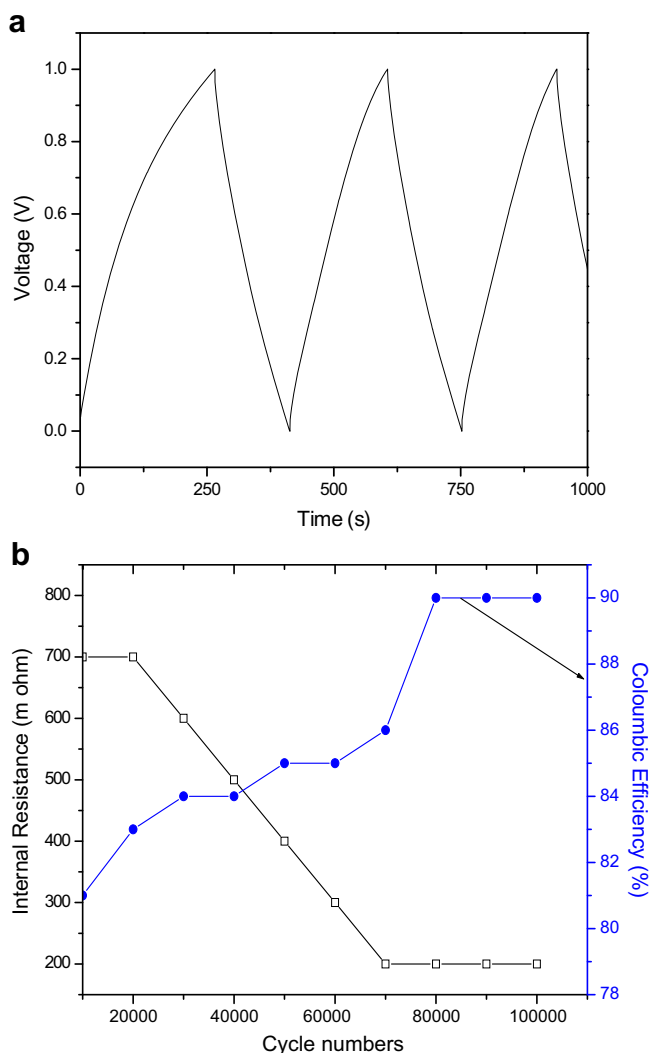 a
Voltage (V)
1.0
0.8
0.6
0.4
0.2
0.0
0 250 500 750 1000
Time (s)
b
Internal Resistance (m ohm)
800
700
600
500
400
300
200
90
88
86
84
82
80
78
Coloumbic Efficiency (%)
20000 40000 60000 80000 100000
Cycle numbers